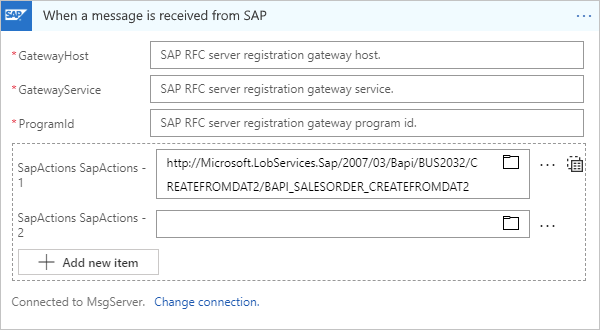 SAP When a message is received from SAP ...
* GatewayHost SAP RFC server registration gateway host.
* GatewayService SAP RFC server registration gateway service.
* ProgramId SAP RFC server registration gateway program id.
SapActions SapActions - http://Microsoft.LobServices.Sap/2007/03/Bapi/BUS2032/C ...
1 REATEFROMDAT2/BAPI_SALESORDER_CREATEFROMDAT2
SapActions SapActions - ...
2
+ Add new item
Connected to MsgServer. Change connection.